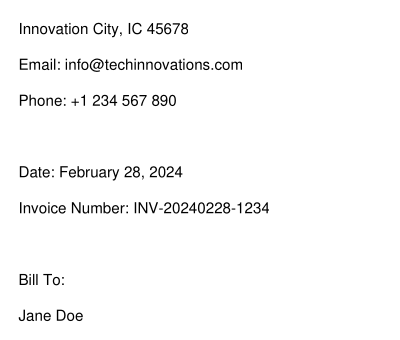 Innovation City, IC 45678
Email: info@techinnovations.com
Phone: +1 234 567 890
Date: February 28, 2024
Invoice Number: INV-20240228-1234
Bill To:
Jane Doe